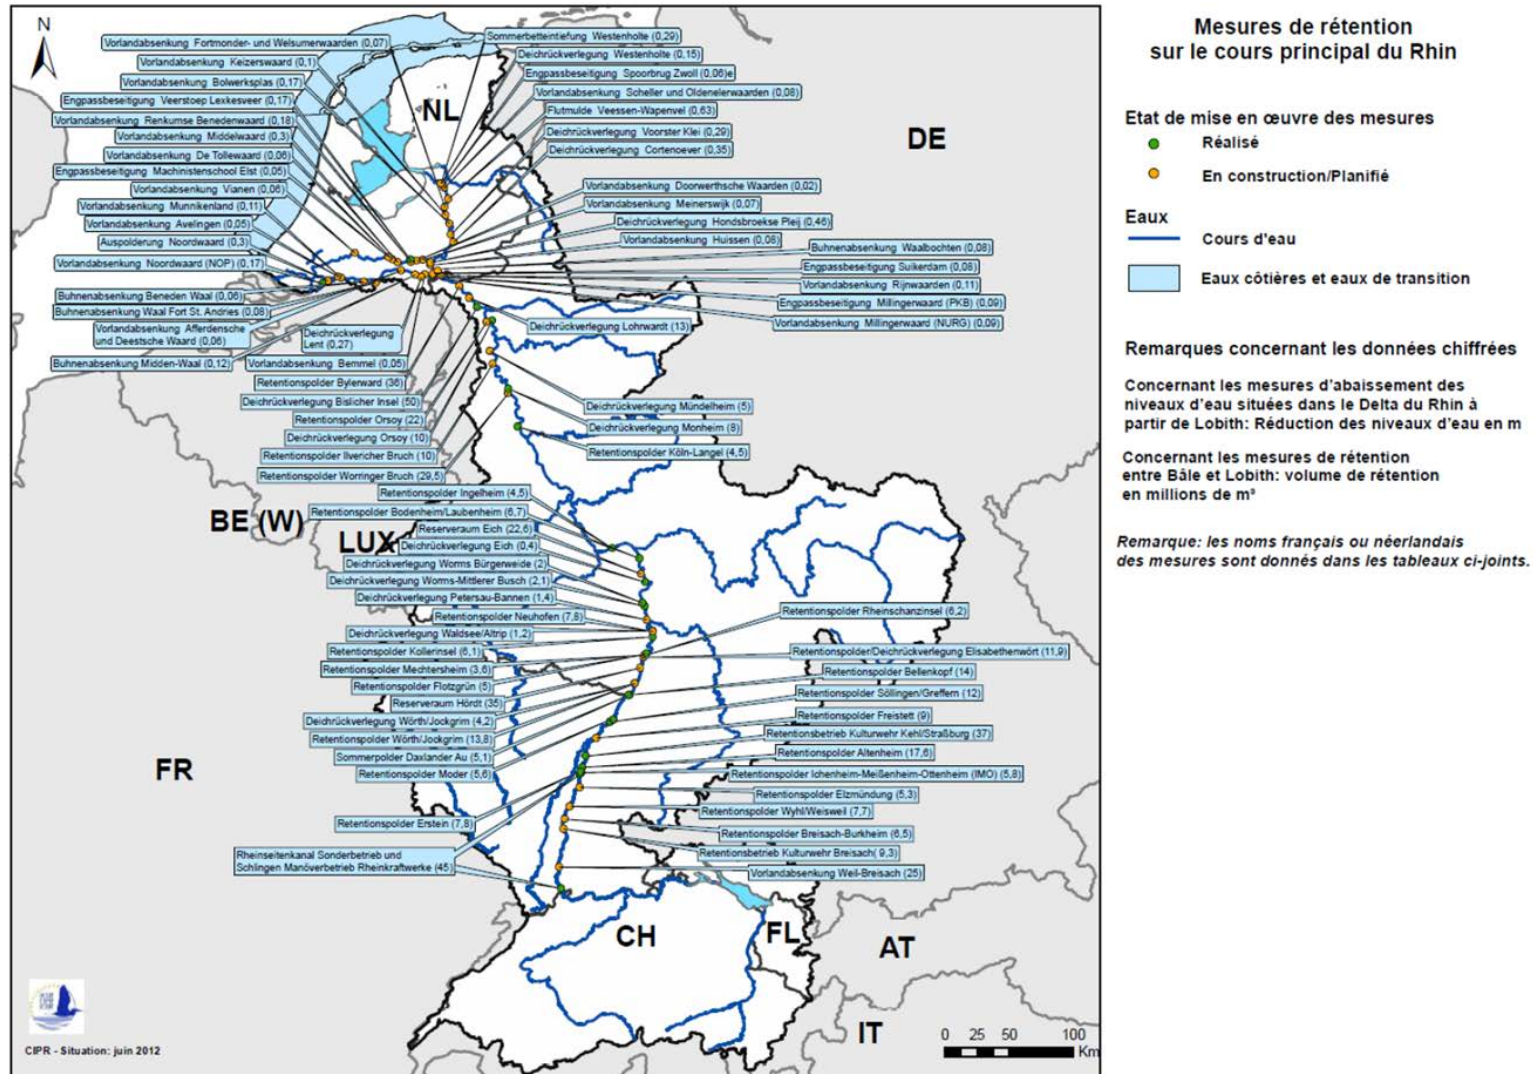 Mesures de rétention
sur le cours principal du Rhin
N
NL
DE
BE (W)
LUX
FR
CH
FL
AT
IT
Vorlandabsenkung Fortmonder- und Welsumerwaarden (0,07)
Vorlandabsenkung Keizerswaard (0,1)
Vorlandabsenkung Bolwerksplas (0,17)
Engpassbeseitigung Veerstoep Lexkesveer (0,17)
Vorlandabsenkung Renkumse Benedenwaard (0,18)
Vorlandabsenkung Middelwaard (0,3)
Vorlandabsenkung De Tollewaard (0,06)
Engpassbeseitigung Machinistenschool Elst (0,05)
Vorlandabsenkung Vianen (0,06)
Vorlandabsenkung Munnikenland (0,11)
Vorlandabsenkung Avelingen (0,05)
Auspolderung Noordwaard (0,3)
Vorlandabsenkung Noordwaard (NOP) (0,17)
Buhnenabsenkung Beneden Waal (0,06)
Buhnenabsenkung Waal Fort St. Andries (0,08)
Vorlandabsenkung Afferdensche
und Deestsche Waard (0,06)
Deichrückverlegung
Lent (0,27)
Buhnenabsenkung Midden-Waal (0,12)
Vorlandabsenkung Bemmel (0,05)
Retentionspolder Bylerward (36)
Deichrückverlegung Bislicher Insel (50)
Retentionspolder Orsoy (22)
Deichrückverlegung Orsoy (10)
Retentionspolder Ilvericher Bruch (10)
Retentionspolder Worringer Bruch (29,5)
Retentionspolder Ingelheim (4,5)
Retentionspolder Bodenheim/Laubenheim (6,7)
Reserveraum Eich (22,6)
Deichrückverlegung Eich (0,4)
Deichrückverlegung Worms Bürgerweide (2)
Deichrückverlegung Worms-Mittlerer Busch (2,1)
Deichrückverlegung Petersau-Bannen (1,4)
Retentionspolder Neuhofen (7,8)
Deichrückverlegung Waldsee/Altrip (1,2)
Retentionspolder Kollerinsel (6,1)
Retentionspolder Mechtersheim (3,6)
Retentionspolder Flotzgrün (5)
Reserveraum Hördt (35)
Deichrückverlegung Wörth/Jockgrim (4,2)
Retentionspolder Wörth/Jockgrim (13,8)
Sommerpolder Daxlander Au (5,1)
Retentionspolder Moder (5,6)
Retentionspolder Erstein (7,8)
Rheinseitenkanal Sonderbetrieb und
Schlingen Manöverbetrieb Rheinkraftwerke (45)
Sommerbetteintiefung Westenholte (0,29)
Deichrückverlegung Westenholte (0,15)
Engpassbeseitigung Spoorbrug Zwoll (0,06)e
Vorlandabsenkung Scheller und Oldenelerwaarden (0,08)
Flutmulde Veessen-Wapenvel (0,63)
Deichrückverlegung Voorster Klei (0,29)
Deichrückverlegung Cortenoever (0,35)
Vorlandabsenkung Doorwerthsche Waarden (0,02)
Vorlandabsenkung Meinerswijk (0,07)
Deichrückverlegung Hondsbroekse Pleij (0,46)
Vorlandabsenkung Huissen (0,08)
Buhnenabsenkung Waalbochten (0,08)
Engpassbeseitigung Suikerdam (0,08)
Vorlandabsenkung Rijnwaarden (0,11)
Engpassbeseitigung Millingerwaard (PKB) (0,09)
Vorlandabsenkung Millingerwaard (NURG) (0,09)
Deichrückverlegung Lohrwardt (13)
Deichrückverlegung Mündelheim (5)
Deichrückverlegung Monheim (8)
Retentionspolder Köln-Langel (4,5)
Retentionspolder Rheinschanzinsel (6,2)
Retentionspolder/Deichrückverlegung Elisabethenwört (11,9)
Retentionspolder Bellenkopf (14)
Retentionspolder Söllingen/Greffern (12)
Retentionspolder Freistett (9)
Retentionsbetrieb Kulturwehr Kehl/Straßburg (37)
Retentionspolder Altenheim (17,6)
Retentionspolder Ichenheim-Meißenheim-Ottenheim (IMO) (5,8)
Retentionspolder Elzmündung (5,3)
Retentionspolder Wyhl/Weisweil (7,7)
Retentionspolder Breisach-Burkheim (6,5)
Retentionsbetrieb Kulturwehr Breisach( 9,3)
Vorlandabsenkung Weil-Breisach (25)
CIPR - Situation: juin 2012
0 25 50 100
Km
Etat de mise en œuvre des mesures
Réalisé
En construction/Planifié
Eaux
Cours d'eau
Eaux côtières et eaux de transition
Remarques concernant les données chiffrées
Concernant les mesures d'abaissement des
niveaux d'eau situées dans le Delta du Rhin à
partir de Lobith: Réduction des niveaux d'eau en m
Concernant les mesures de rétention
entre Bâle et Lobith: volume de rétention
en millions de m³
Remarque: les noms français ou néerlandais
des mesures sont donnés dans les tableaux ci-joints.